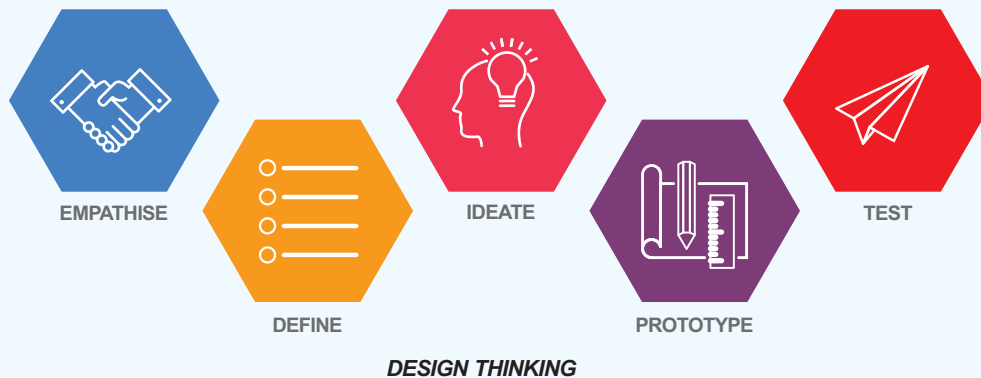 EMPATHISE
DEFINE
IDEATE
PROTOTYPE
TEST
DESIGN THINKING